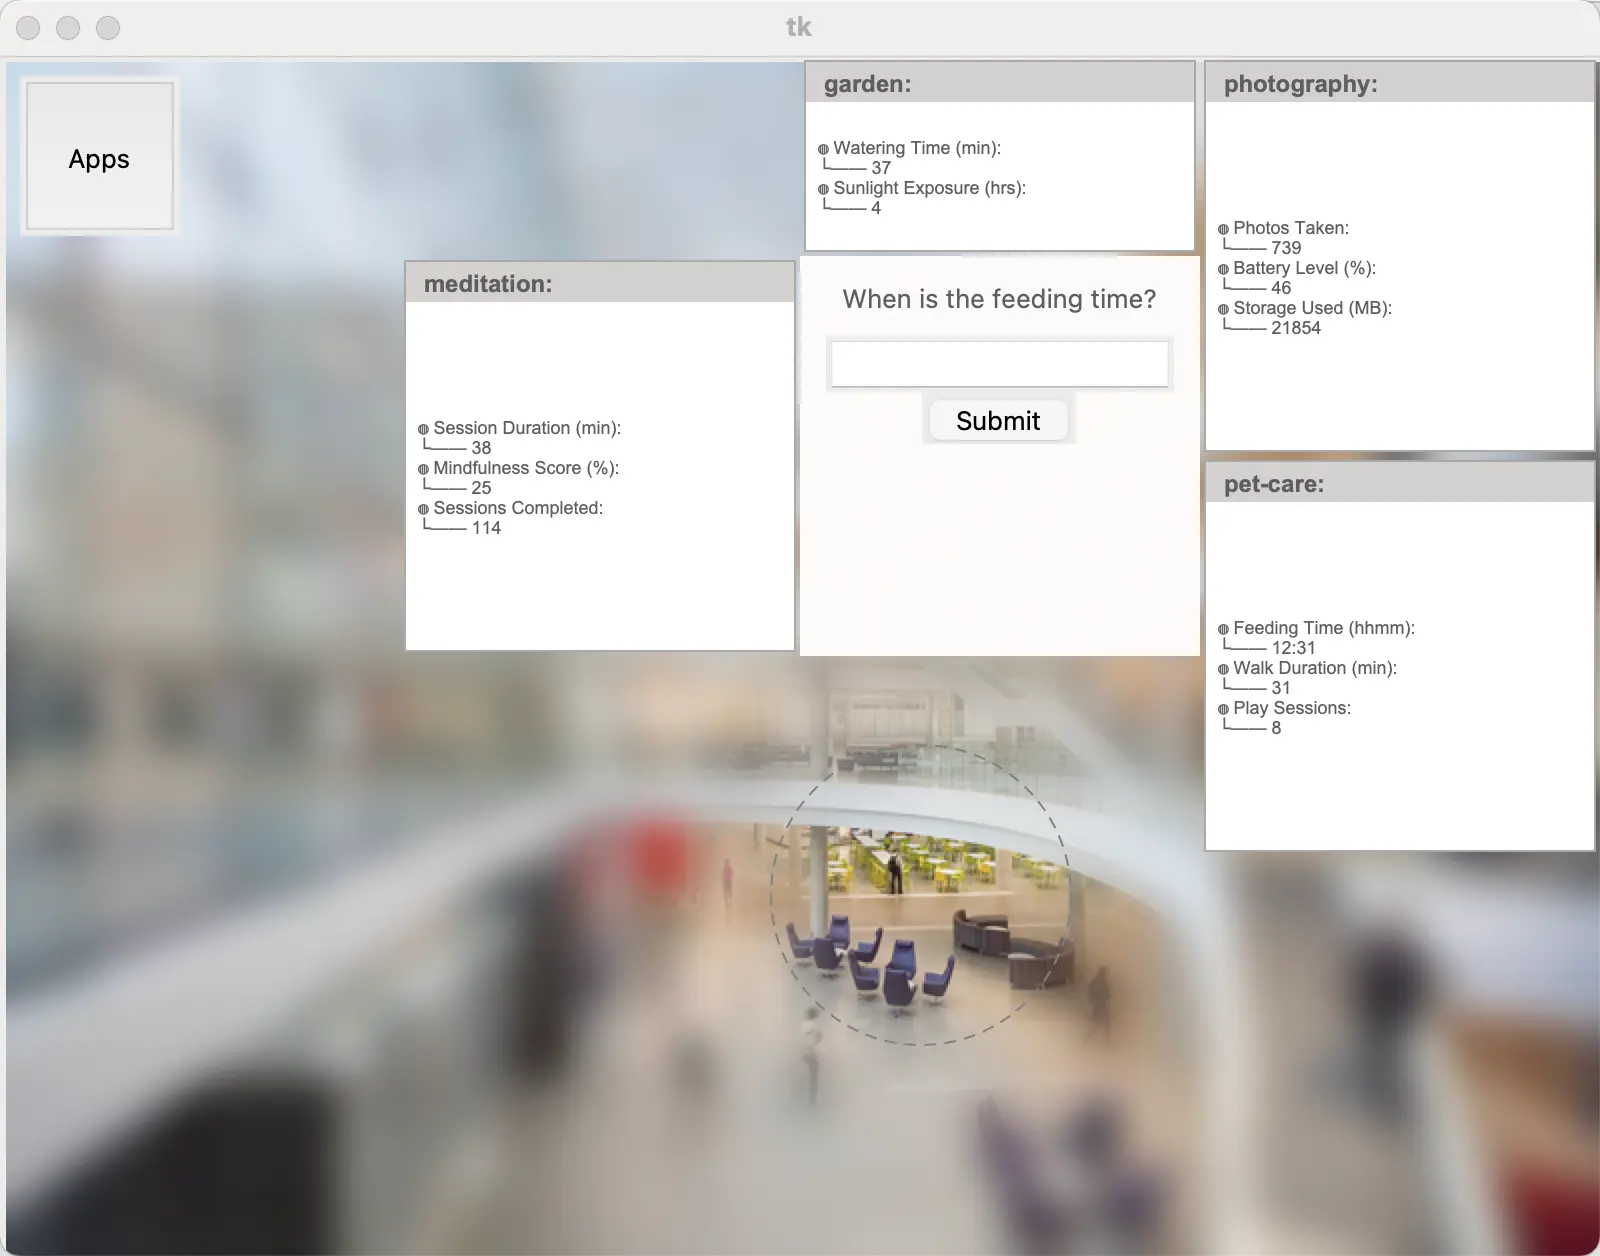 tk
Apps
garden:
◍ Watering Time (min):
└── 37
◍ Sunlight Exposure (hrs):
└── 4
photography:
◍ Photos Taken:
└── 739
◍ Battery Level (%):
└── 46
◍ Storage Used (MB):
└── 21854
meditation:
◍ Session Duration (min):
└── 38
◍ Mindfulness Score (%):
└── 25
◍ Sessions Completed:
└── 114
When is the feeding time?
Submit
pet-care:
◍ Feeding Time (hhmm):
└── 12:31
◍ Walk Duration (min):
└── 31
◍ Play Sessions:
└── 8